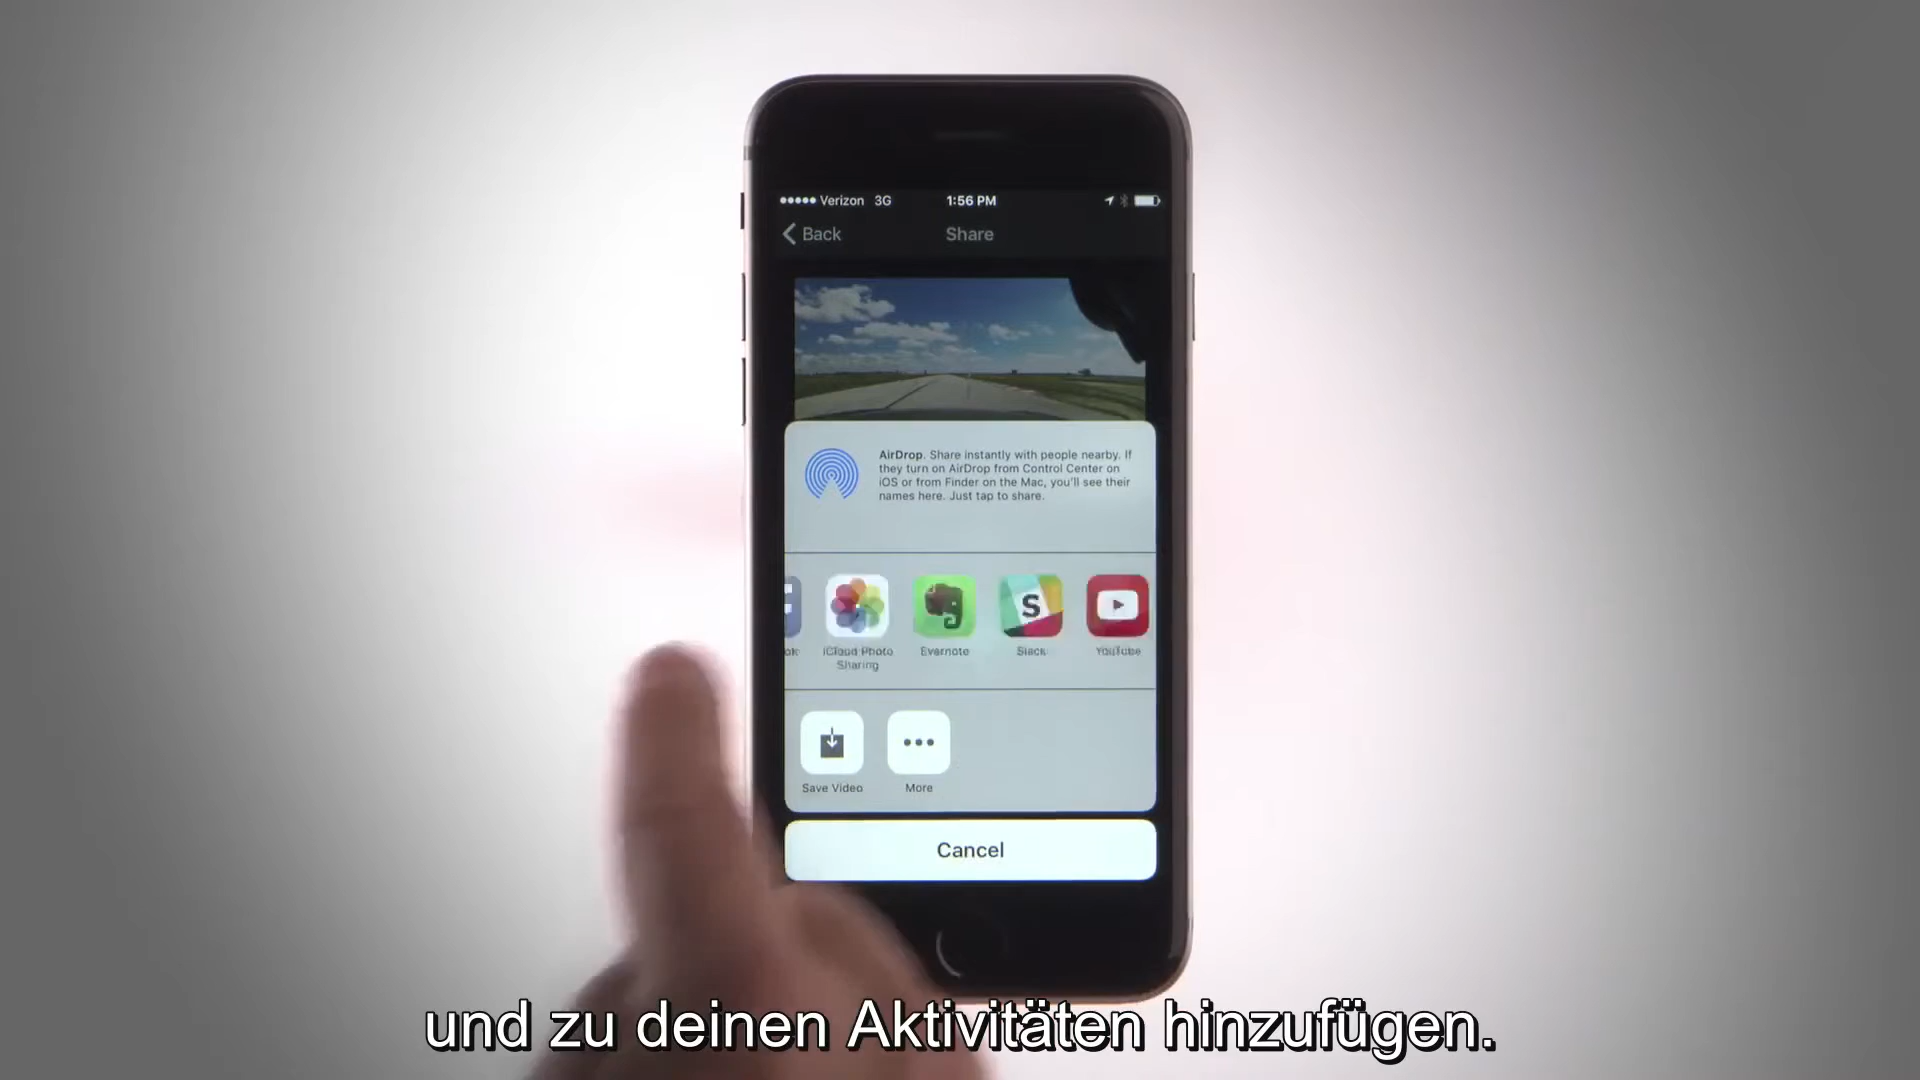 Verizon 3G 1:56 PM
Back Share
AirDrop. Share instantly with people nearby. If
they turn on AirDrop from Control Center on
iOS or from Finder on the Mac, you'll see their
names here. Just tap to share.
S
ok iCloud Photo Evernote Slack YouTube
Sharing
Save Video More
Cancel
und zu deinen Aktivitäten hinzufügen.